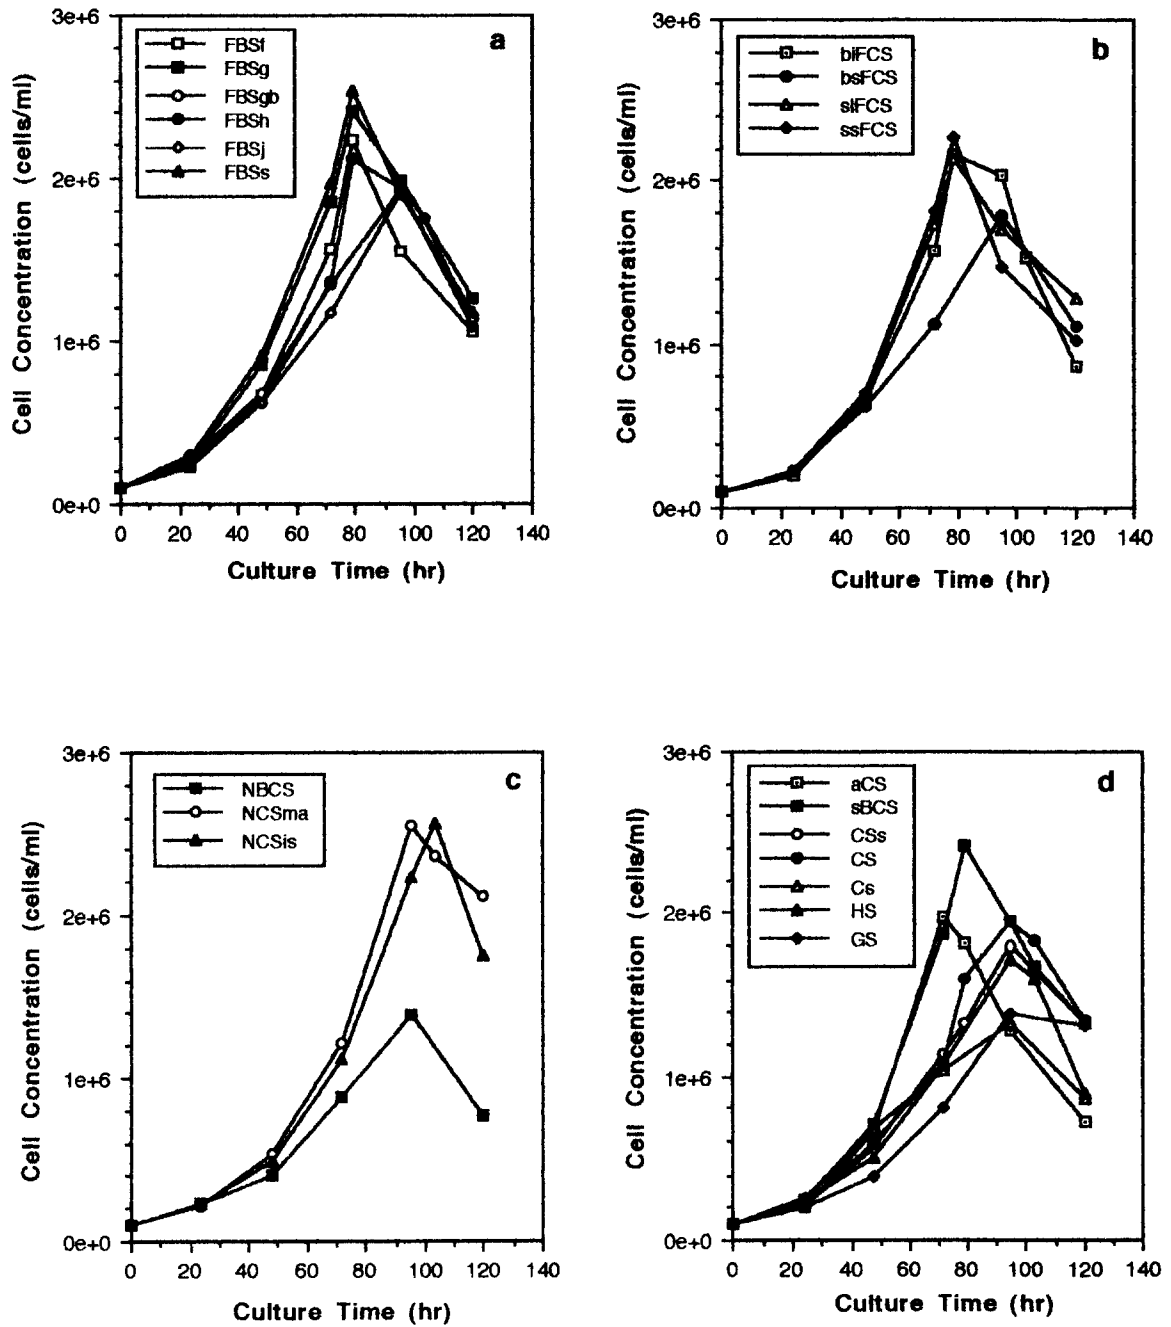 a
3e+6
2e+6
1e+6
0e+0
Cell Concentration (cells/ml)
FBSf
FBSg
FBSgb
FBSh
FBSj
FBSs
0 20 40 60 80 100 120 140
Culture Time (hr)
b
3e+6
2e+6
1e+6
0e+0
Cell Concentration (cells/ml)
biFCS
bsFCS
siFCS
ssFCS
0 20 40 60 80 100 120 140
Culture Time (hr)
c
3e+6
2e+6
1e+6
0e+0
Cell Concentration (cells/ml)
NBCS
NCSma
NCSis
0 20 40 60 80 100 120 140
Culture Time (hr)
d
3e+6
2e+6
1e+6
0e+0
Cell Concentration (cells/ml)
aCS
sBCS
CSs
CS
Cs
HS
GS
0 20 40 60 80 100 120 140
Culture Time (hr)